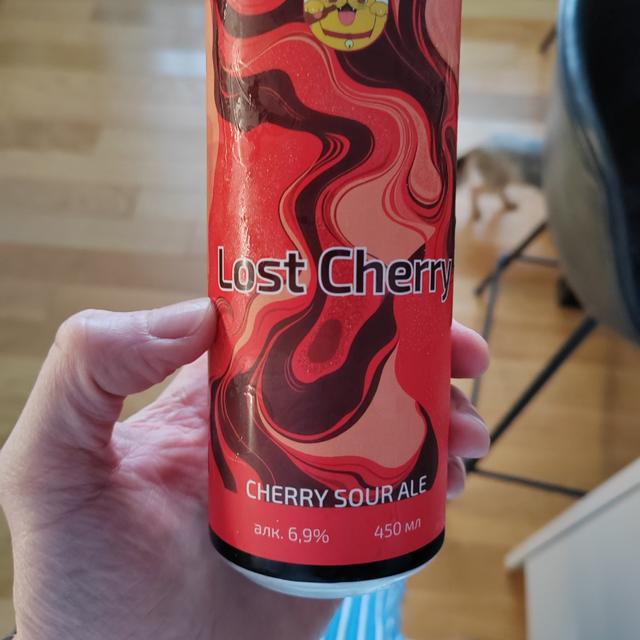 Lost Cherry
CHERRY SOUR ALE
алк. 6,9% 450 мл